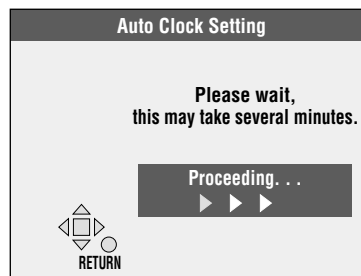 Auto Clock Setting
Please wait,
this may take several minutes.
Proceeding. . .
RETURN